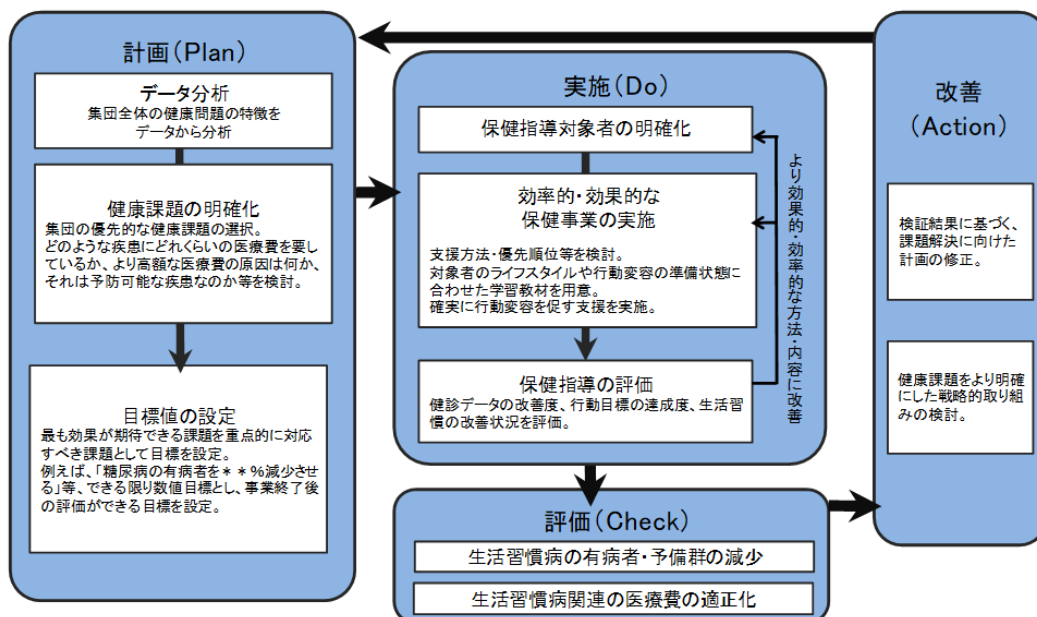 計画(Plan)
データ分析
集団全体の健康問題の特徴を
データから分析
健康課題の明確化
集団の優先的な健康課題の選択。
どのような疾患にどれくらいの医療費を要
しているか、より高額な医療費の原因は何か、
それは予防可能な疾患なのか等を検討。
目標値の設定
最も効果が期待できる課題を重点的に対応
すべき課題として目標を設定。
例えば、「糖尿病の有病者を＊＊%減少させ
る」等、できる限り数値目標とし、事業終了後
の評価ができる目標を設定。
実施(Do)
保健指導対象者の明確化
効率的・効果的な
保健事業の実施
支援方法・優先順位等を検討。
対象者のライフスタイルや行動変容の準備状態に
合わせた学習教材を用意。
確実に行動変容を促す支援を実施。
保健指導の評価
健診データの改善度、行動目標の達成度、生活習
慣の改善状況を評価。
より効果的・効率的な方法・内容に改善
評価(Check)
生活習慣病の有病者・予備群の減少
生活習慣病関連の医療費の適正化
改善
(Action)
検証結果に基づく、
課題解決に向けた
計画の修正。
健康課題をより明確
にした戦略的取り組
みの検討。